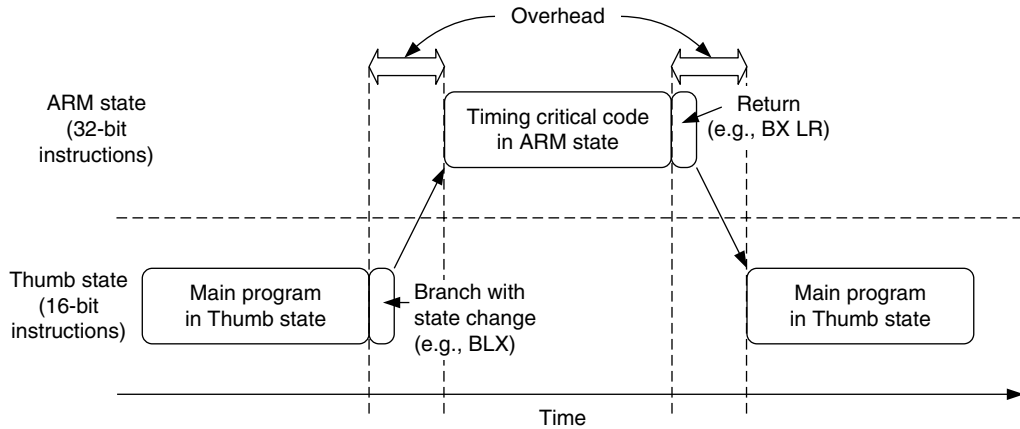 Overhead
ARM state
(32-bit
instructions)
Timing critical code
in ARM state
Return
(e.g., BX LR)
Thumb state
(16-bit
instructions)
Main program
in Thumb state
Branch with
state change
(e.g., BLX)
Main program
in Thumb state
Time